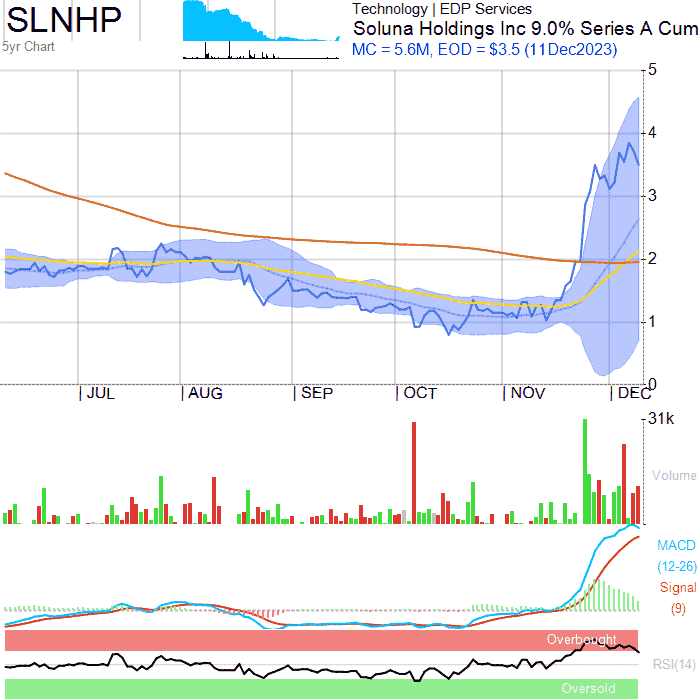 SLNHP
5yr Chart
Technology | EDP Services
Soluna Holdings Inc 9.0% Series A Cum
MC = 5.6M, EOD = $3.5 (11Dec2023)
5
4
3
2
1
0
JUL AUG SEP OCT NOV DEC
31k
Volume
MACD
(12-26)
Signal
(9)
Overbought
RSI(14)
Oversold